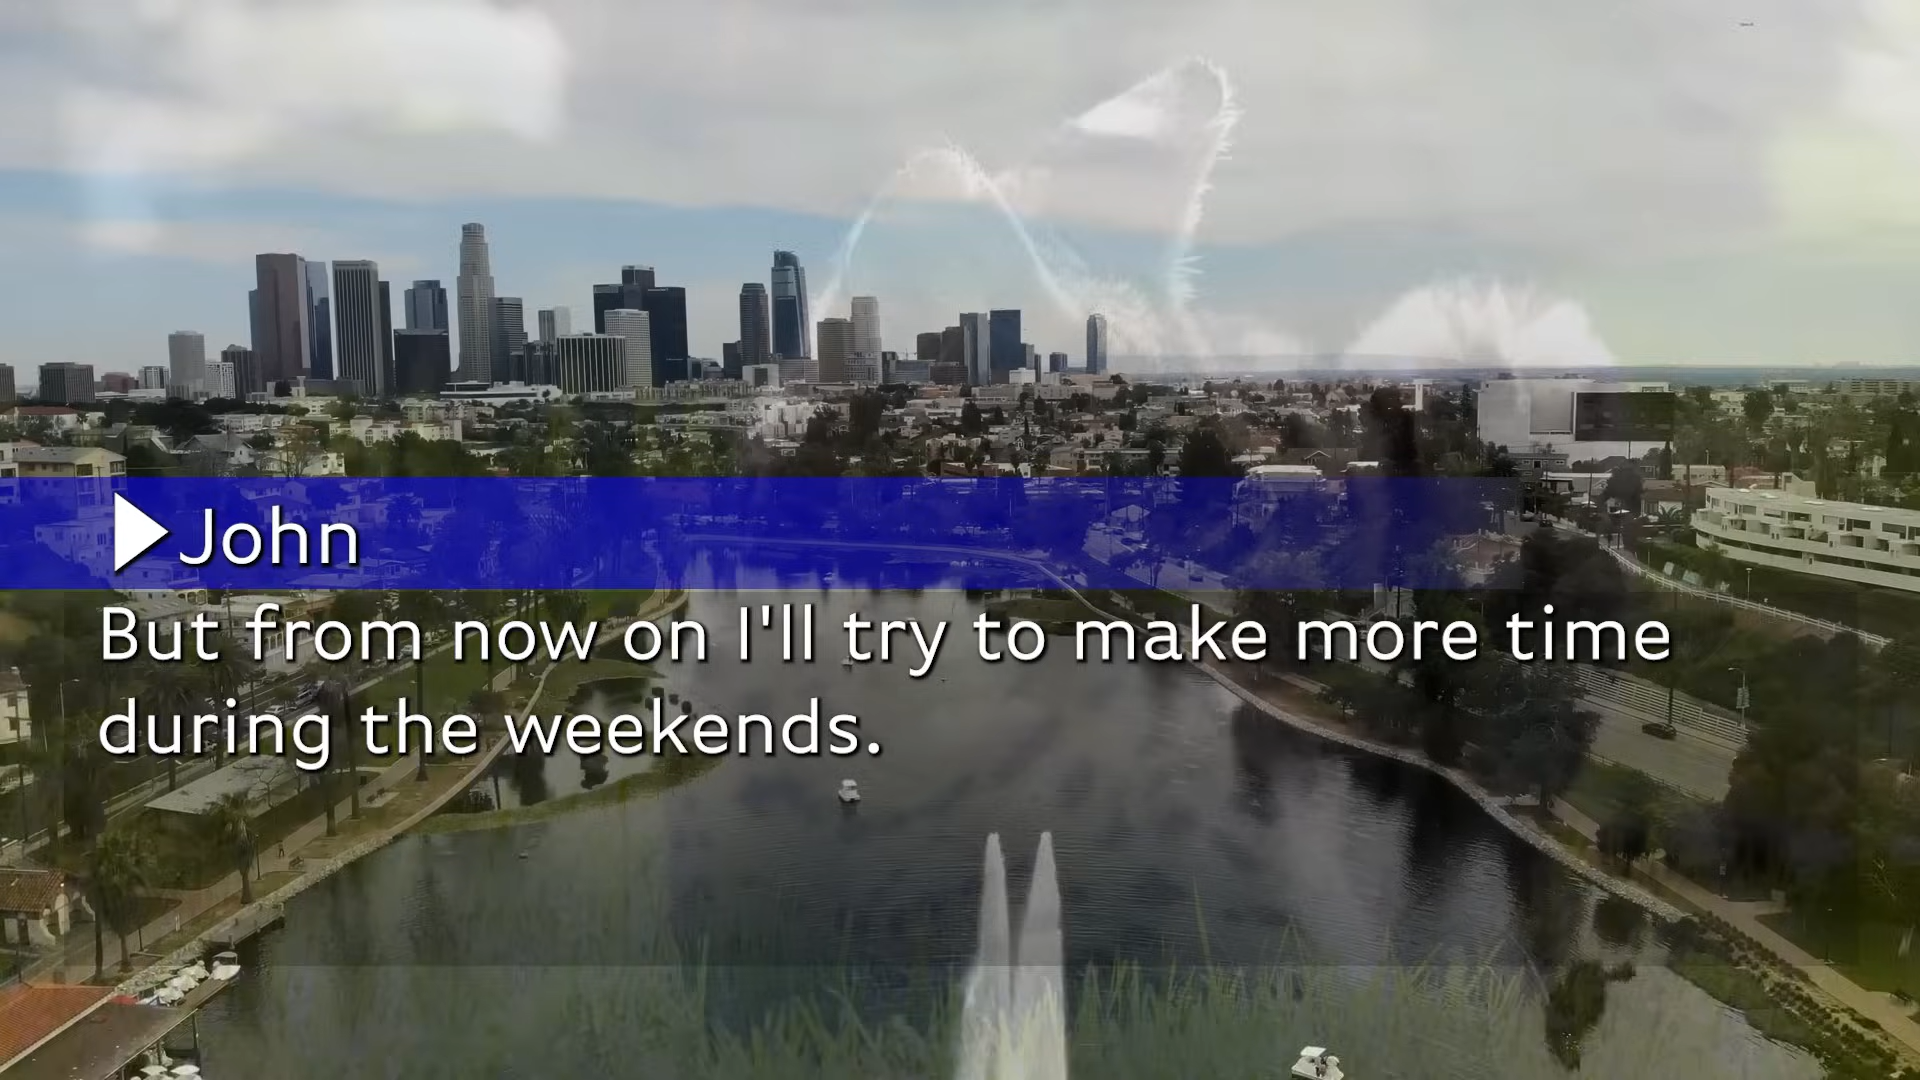 John
But from now on I'll try to make more time
during the weekends.